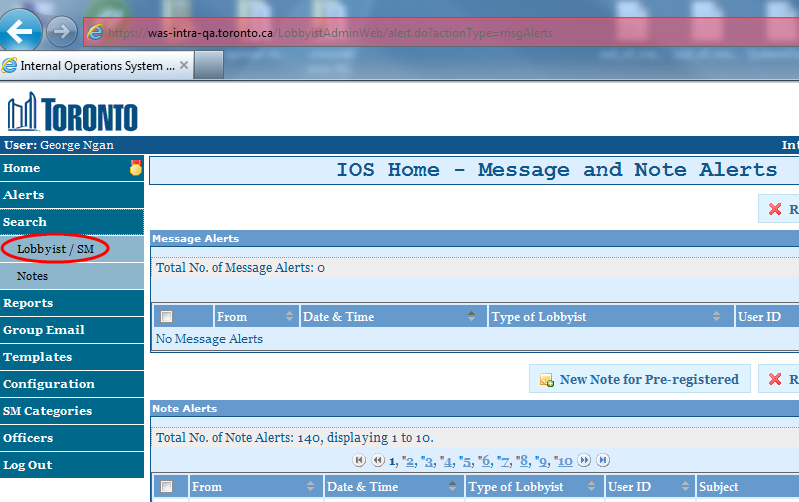 https://was-intra-qa.toronto.ca/LobbyistAdminWeb/alert.do?actionType=msgAlerts
Internal Operations System ...
TORONTO
User: George Ngan
Int
Home
Alerts
Search
Lobbyist / SM
Notes
Reports
Group Email
Templates
Configuration
SM Categories
Officers
Log Out
IOS Home - Message and Note Alerts
R
Message Alerts
Total No. of Message Alerts: 0
From Date & Time Type of Lobbyist User ID
No Message Alerts
New Note for Pre-registered R
Note Alerts
Total No. of Note Alerts: 140, displaying 1 to 10.
1, "2, "3, "4, "5, "6, "7, "8, "9, "10
From Date & Time Type of Lobbyist User ID Subject